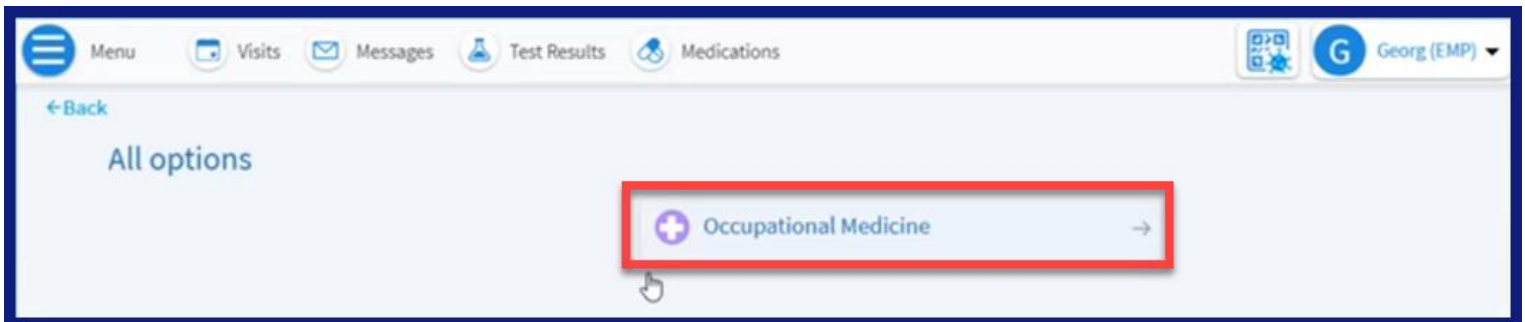 Menu Visits Messages Test Results Medications G Georg (EMP)
←Back
All options
Occupational Medicine →